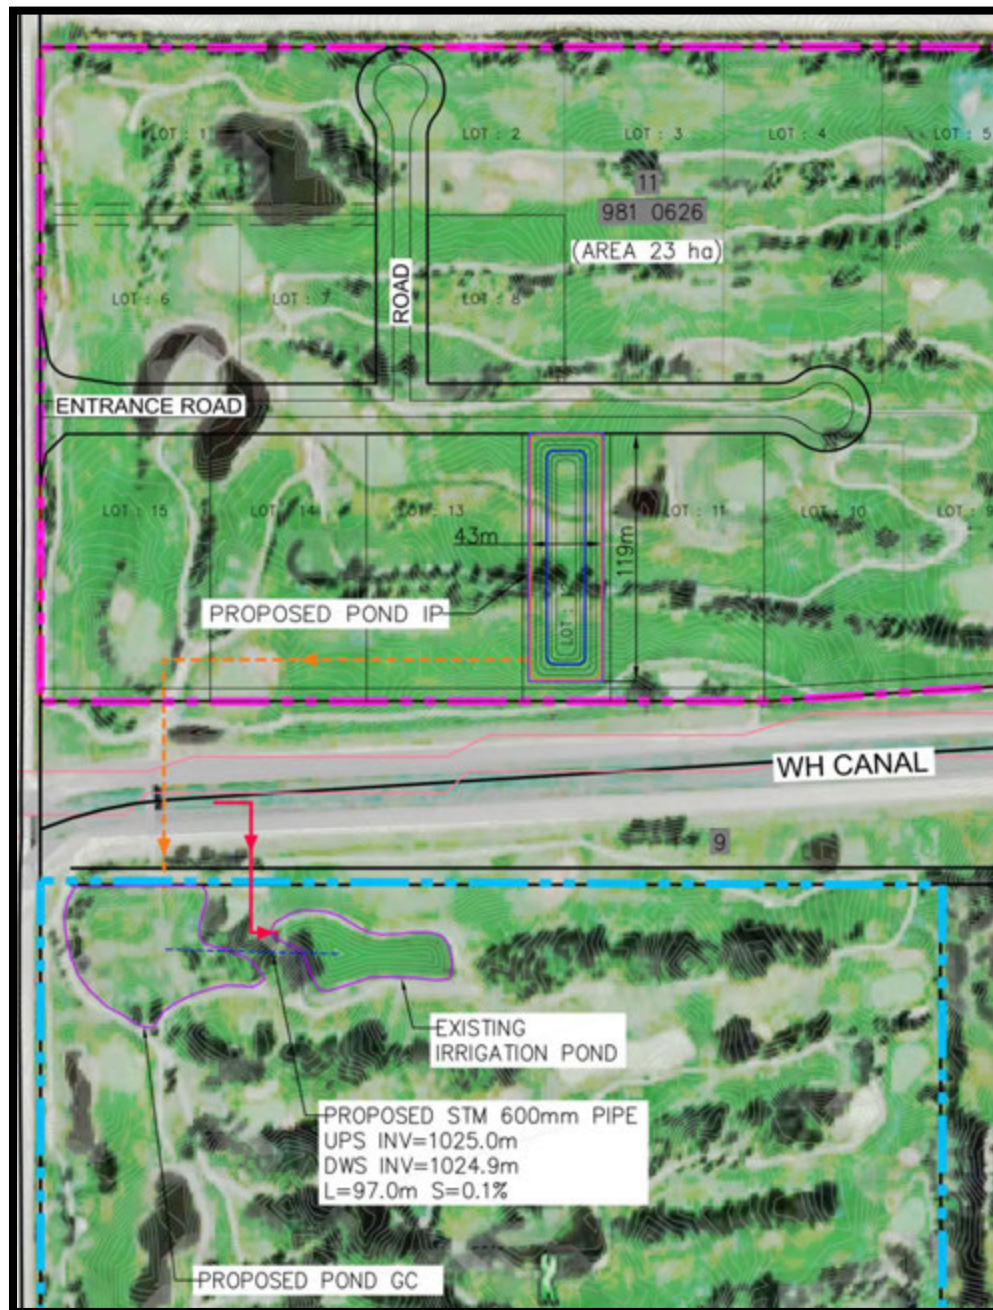 LOT : 1
LOT : 2
LOT : 3
LOT : 4
LOT : 5
11
981 0626
(AREA 23 ha)
LOT : 6
LOT : 7
ROAD
LOT : 8
ENTRANCE ROAD
LOT : 15
LOT : 14
LOT : 13
LOT : 11
LOT : 10
LOT : 9
43m
119m
PROPOSED POND IP
LOT :
WH CANAL
9
EXISTING
IRRIGATION POND
PROPOSED STM 600mm PIPE
UPS INV=1025.0m
DWS INV=1024.9m
L=97.0m S=0.1%
PROPOSED POND GC